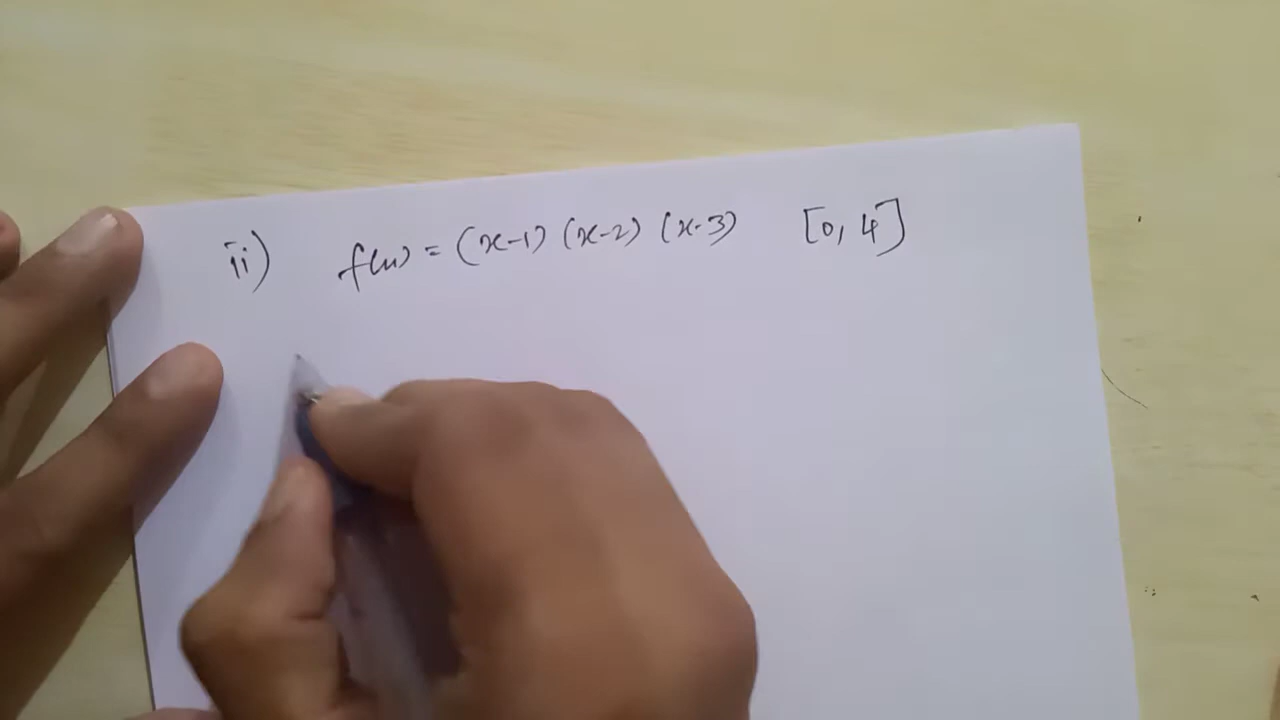 ii) f(x) = (x-1) (x-2) (x-3) [0, 4]